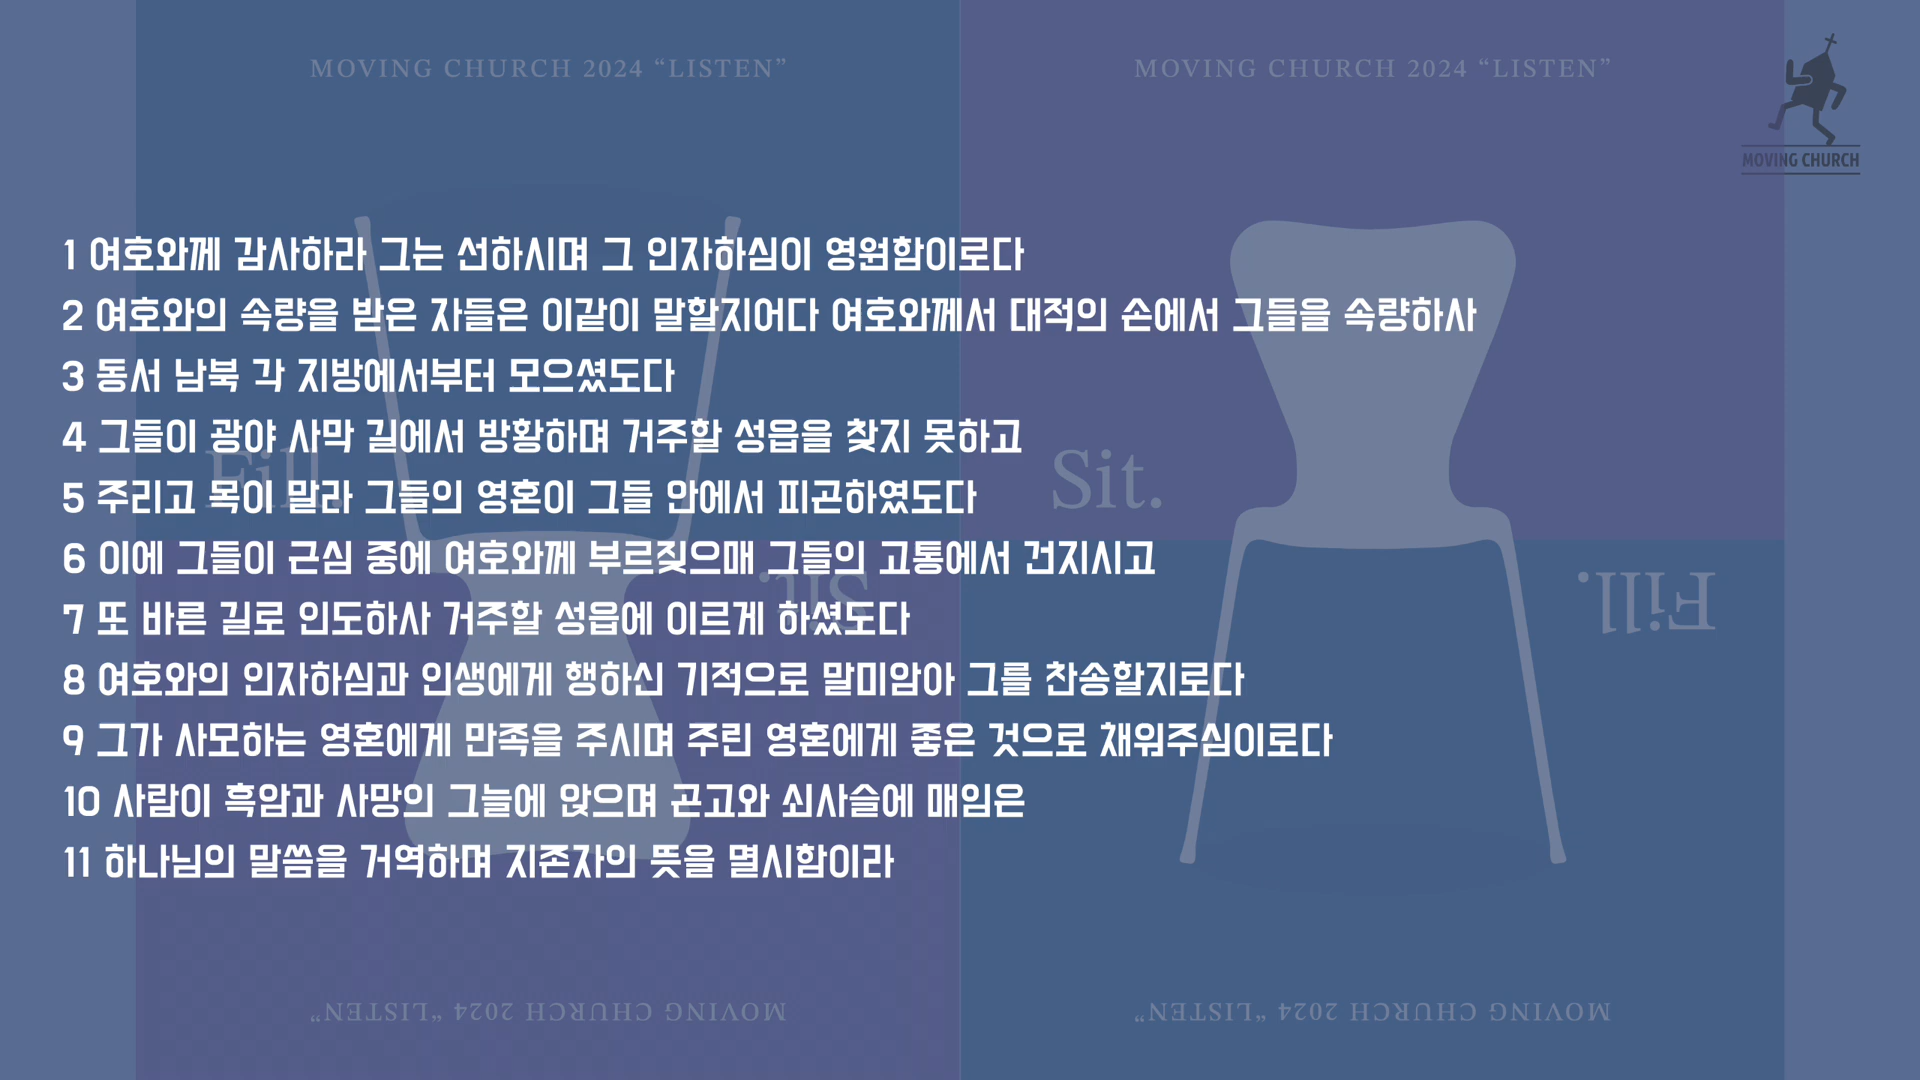 MOVING CHURCH 2024 “LISTEN”
MOVING CHURCH 2024 “LISTEN”
MOVING CHURCH
1 여호와께 감사하라 그는 선하시며 그 인자하심이 영원함이로다
2 여호와의 속량을 받은 자들은 이같이 말할지어다 여호와께서 대적의 손에서 그들을 속량하사
3 동서 남북 각 지방에서부터 모으셨도다
4 그들이 광야 사막 길에서 방황하며 거주할 성읍을 찾지 못하고
Fill.
Sit.
5 주리고 목이 말라 그들의 영혼이 그들 안에서 피곤하였도다
6 이에 그들이 근심 중에 여호와께 부르짖으매 그들의 고통에서 건지시고
Sit.
Fill.
7 또 바른 길로 인도하사 거주할 성읍에 이르게 하셨도다
8 여호와의 인자하심과 인생에게 행하신 기적으로 말미암아 그를 찬송할지로다
9 그가 사모하는 영혼에게 만족을 주시며 주린 영혼에게 좋은 것으로 채워주심이로다
10 사람이 흑암과 사망의 그늘에 앉으며 곤고와 쇠사슬에 매임은
11 하나님의 말씀을 거역하며 지존자의 뜻을 멸시함이라
MOVING CHURCH 2024 “LISTEN”
MOVING CHURCH 2024 “LISTEN”